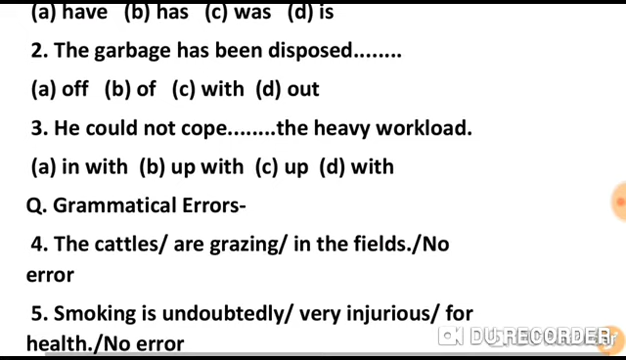 (a) have (b) has (c) was (d) is
2. The garbage has been disposed........
(a) off (b) of (c) with (d) out
3. He could not cope........the heavy workload.
(a) in with (b) up with (c) up (d) with
Q. Grammatical Errors-
4. The cattles/ are grazing/ in the fields./No
error
5. Smoking is undoubtedly/ very injurious/ for
health./No error
DU RECORDER